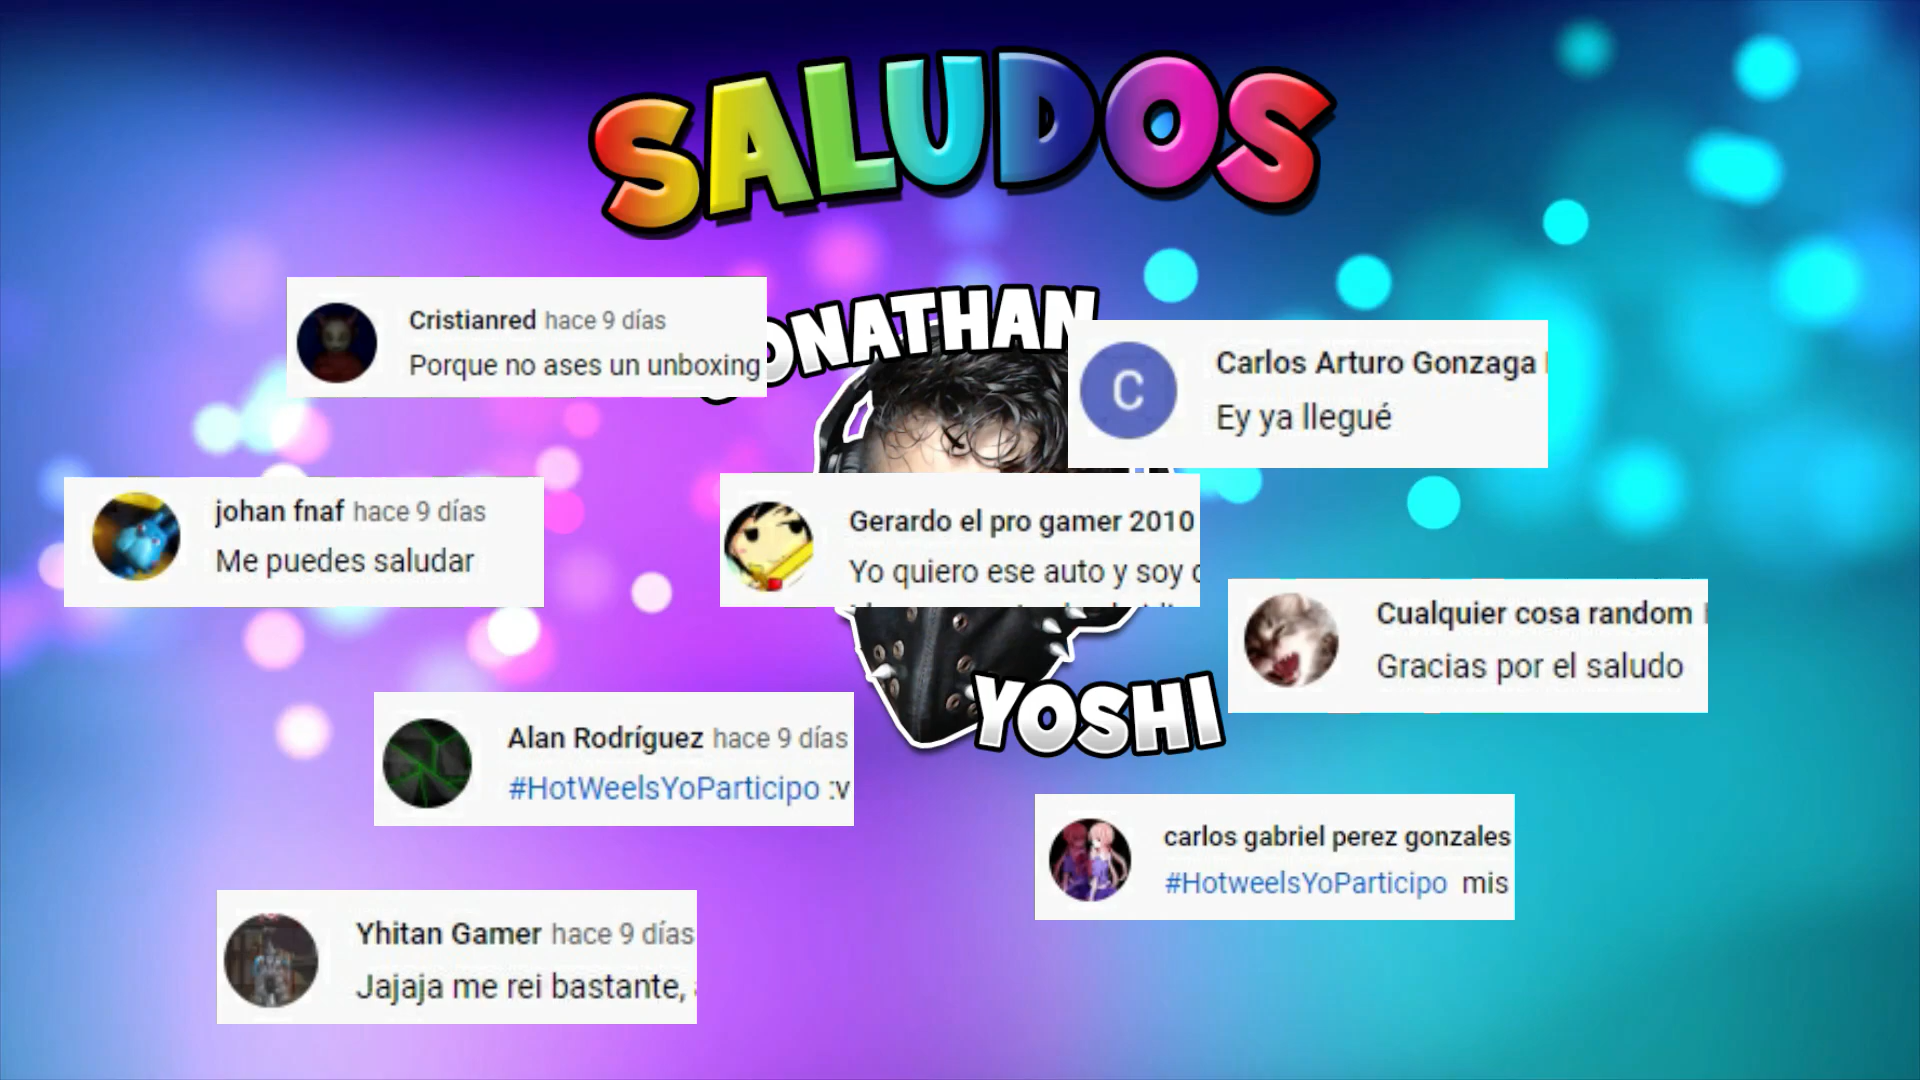 SALUDOS
JONATHAN
Cristianred hace 9 días
Porque no ases un unboxing
Carlos Arturo Gonzaga
Ey ya llegué
johan fnaf hace 9 días
Me puedes saludar
Gerardo el pro gamer 2010
Yo quiero ese auto y soy
Cualquier cosa random
Gracias por el saludo
YOSHI
Alan Rodríguez hace 9 días
#HotWeelsYoParticipo :v
carlos gabriel perez gonzales
#HotweelsYoParticipo mis
Yhitan Gamer hace 9 días
Jajaja me rei bastante,
C